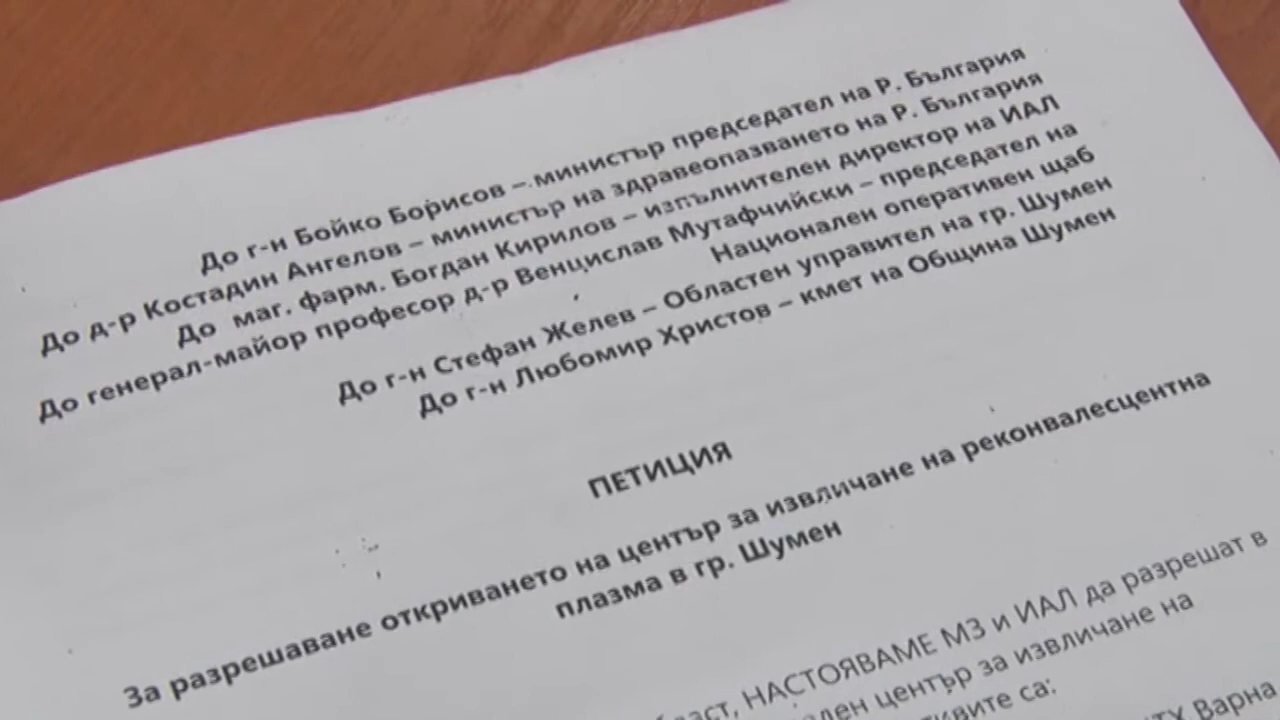 До г-н Бойко Борисов – министър председател на Р. България
До д-р Костадин Ангелов – министър на здравеопазването на Р. България
До маг. фарм. Богдан Кирилов – изпълнителен директор на ИАЛ
До генерал-майор професор д-р Венцислав Мутафчийски – председател на
Национален оперативен щаб
До г-н Стефан Желев – Областен управител на гр. Шумен
До г-н Любомир Христов – кмет на Община Шумен
ПЕТИЦИЯ
За разрешаване откриването на център за извличане на реконвалесцентна
плазма в гр. Шумен
НАСТОЯВАМЕ МЗ и ИАЛ да разрешат в
център за извличане на
са:
Варна